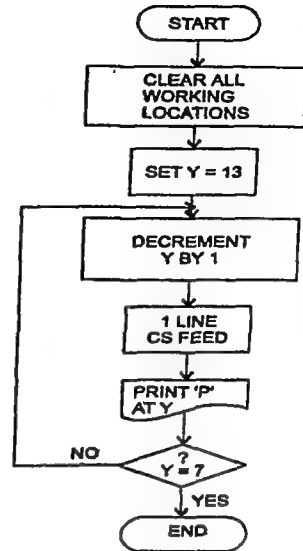 START
CLEAR ALL
WORKING
LOCATIONS
SET Y = 13
DECREMENT
Y BY 1
1 LINE
CS FEED
PRINT 'P'
AT Y
NO
?
Y = 7
YES
END